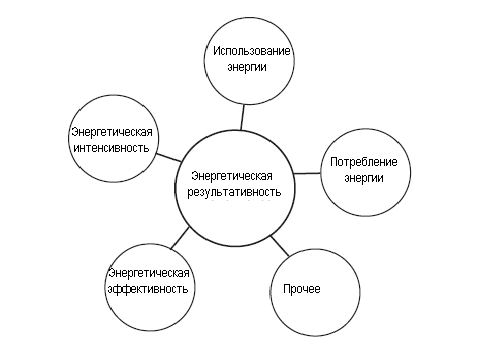 Использование
энергии
Энергетическая
интенсивность
Потребление
энергии
Энергетическая
результативность
Энергетическая
эффективность
Прочее